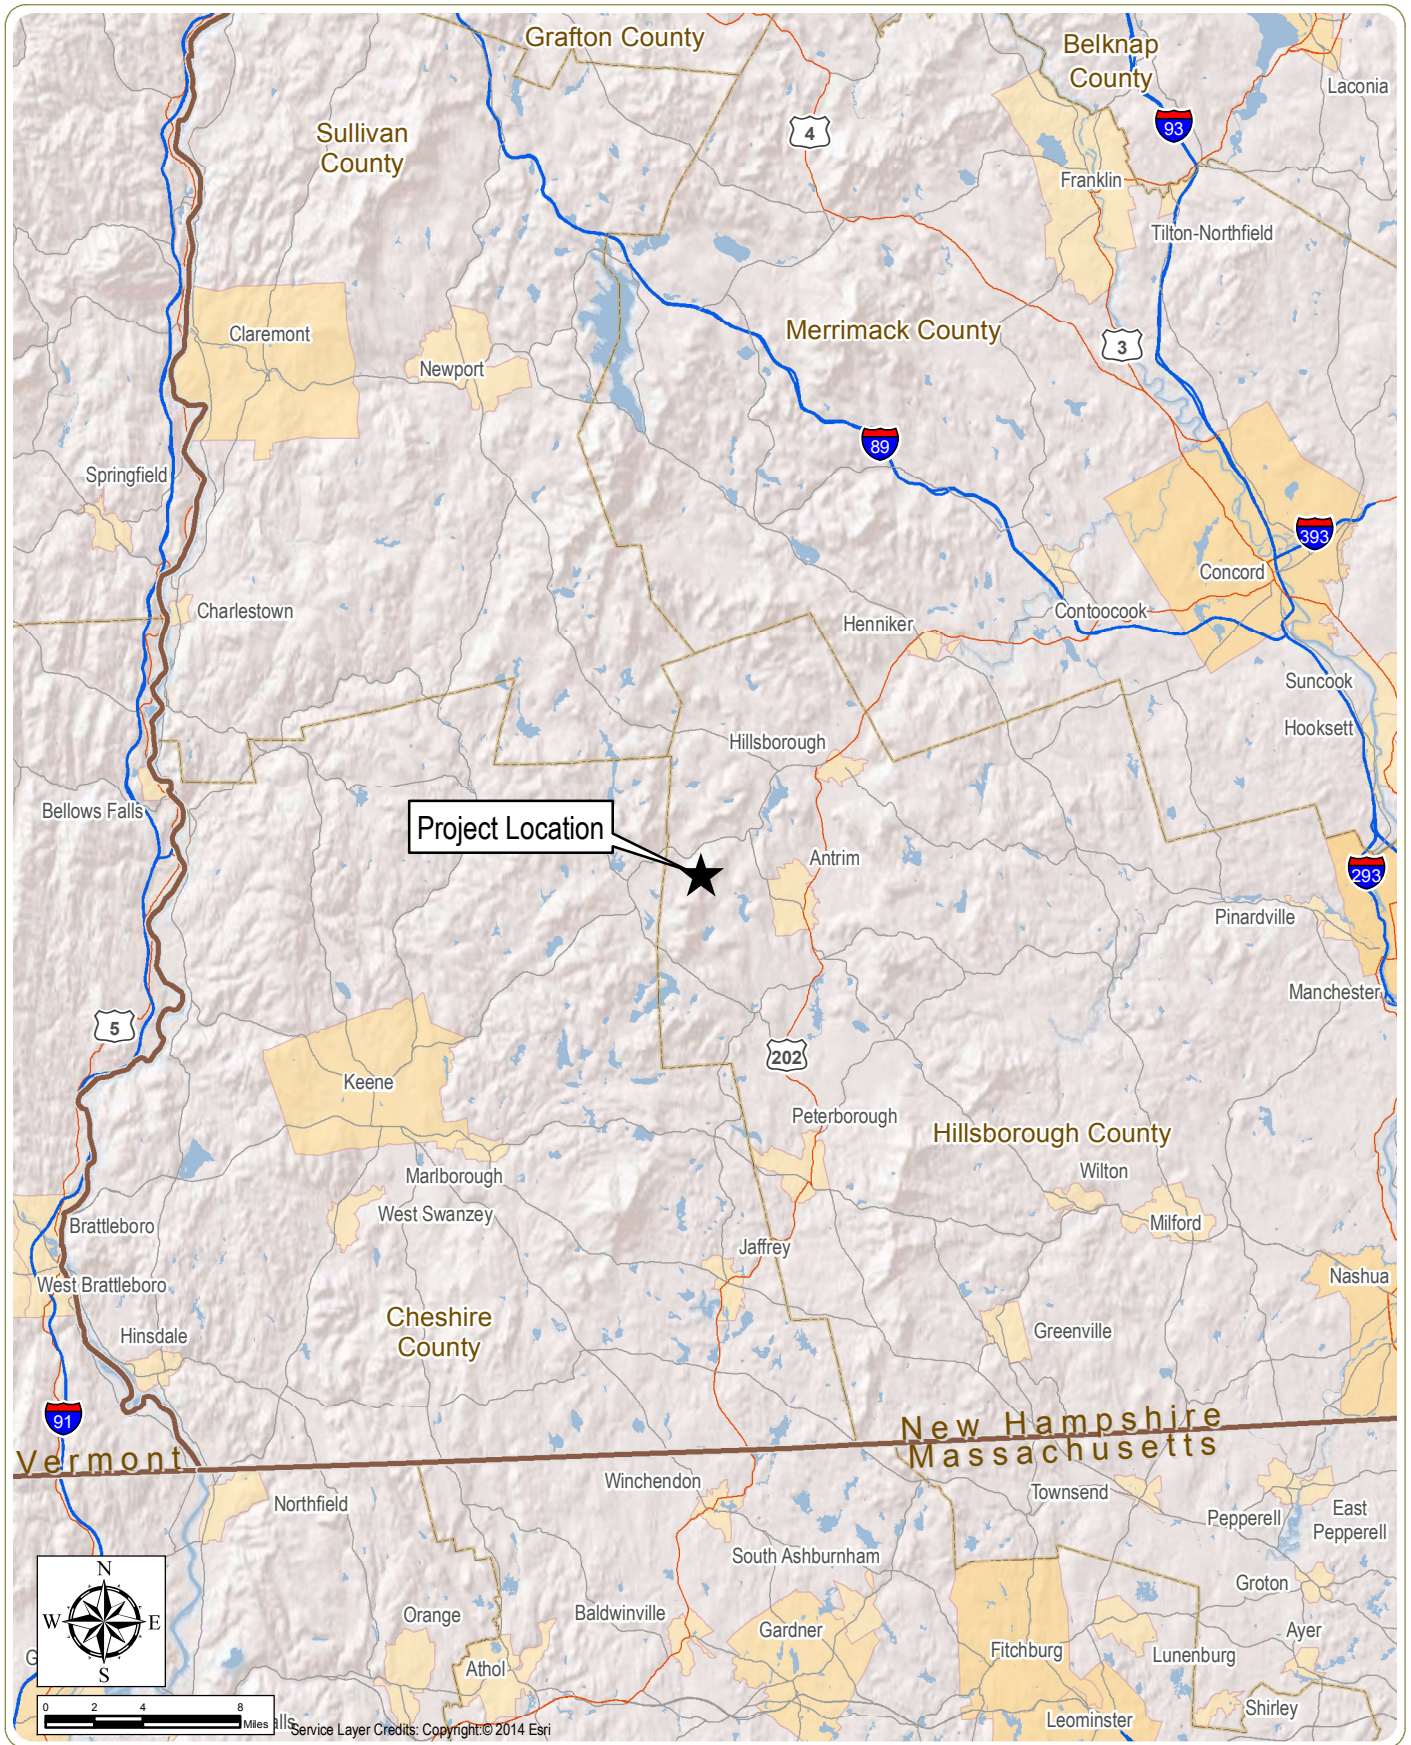 Grafton County
Belknap
County
Laconia
93
4
Sullivan
County
Franklin
Tilton-Northfield
Claremont
Merrimack County
3
Newport
89
Springfield
393
Concord
Charlestown
Contoocook
Henniker
Suncook
Hooksett
Hillsborough
Bellows Falls
Project Location
Antrim
293
Pinardville
Manchester
5
202
Keene
Peterborough
Hillsborough County
Marlborough
Wilton
West Swanzey
Milford
Brattleboro
Jaffrey
West Brattleboro
Nashua
Cheshire
County
Hinsdale
Greenville
91
New Hampshire
Vermont
Massachusetts
Winchendon
Townsend
Northfield
Pepperell
East
Pepperell
South Ashburnham
N
W
E
S
Groton
Orange
Baldwinville
Gardner
Ayer
Fitchburg
Lunenburg
G
Athol
Shirley
0 2 4 8
Miles
alls
Leominster
Service Layer Credits: Copyright:© 2014 Esri